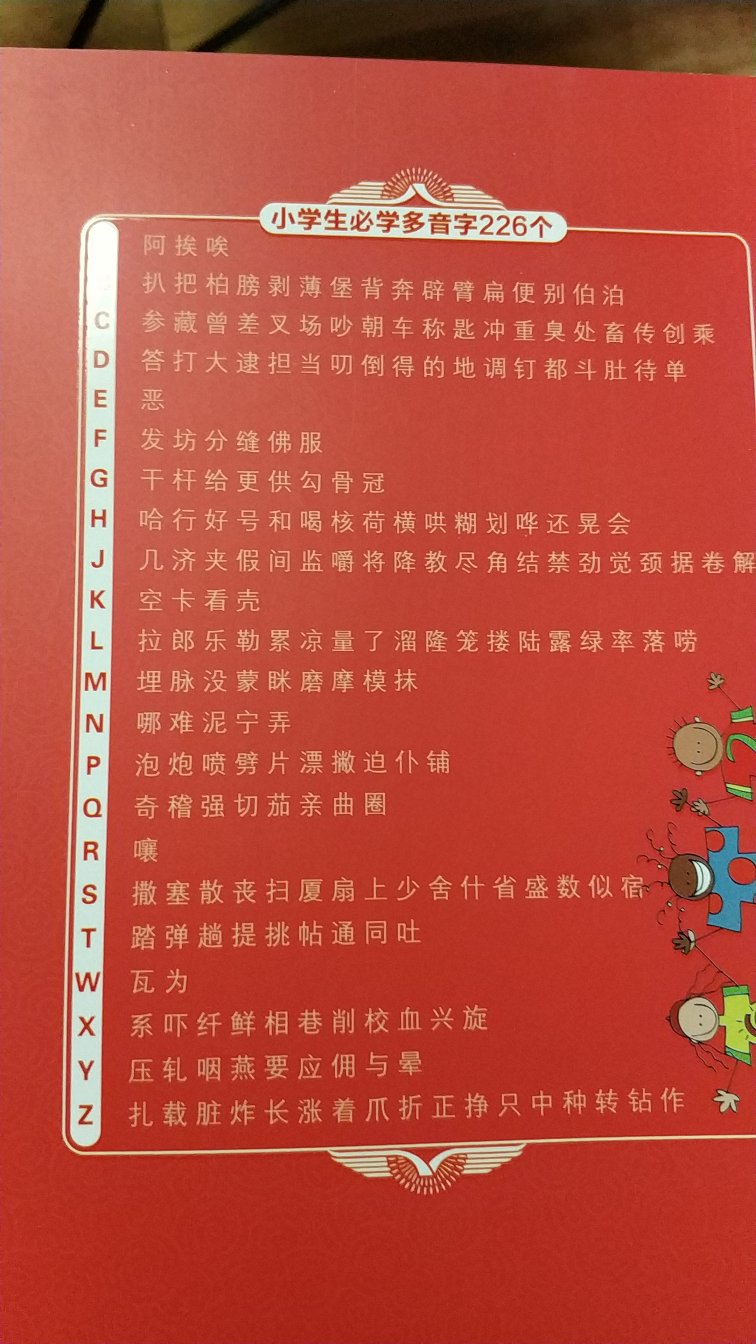 小学生必学多音字226个
阿挨唉
扒把柏膀剥薄堡背奔辟臂扁便别伯泊
C 参藏曾差叉场吵朝车称匙冲重臭处畜传创乘
D 答打大逮担当叨倒得的地调钉都斗肚待单
E 恶
F 发坊分缝佛服
G 干杆给更供勾骨冠
H 哈行好号和喝核荷横哄糊划哗还晃会
J 几济夹假间监嚼将降教尽角结禁劲觉颈据卷解
K 空卡看壳
L 拉郎乐勒累凉量了溜隆笼搂陆露绿率落唠
M 埋脉没蒙眯磨摩模抹
N 哪难泥宁弄
P 泡炮喷劈片漂撇迫仆铺
Q 奇稽强切茄亲曲圈
R 嚷
S 撒塞散丧扫厦扇上少舍什省盛数似宿
T 踏弹趟提挑帖通同吐
W 瓦为
X 系吓纤鲜相巷削校血兴旋
Y 压轧咽燕要应佣与晕
Z 扎载脏炸长涨着爪折正挣只中种转钻作